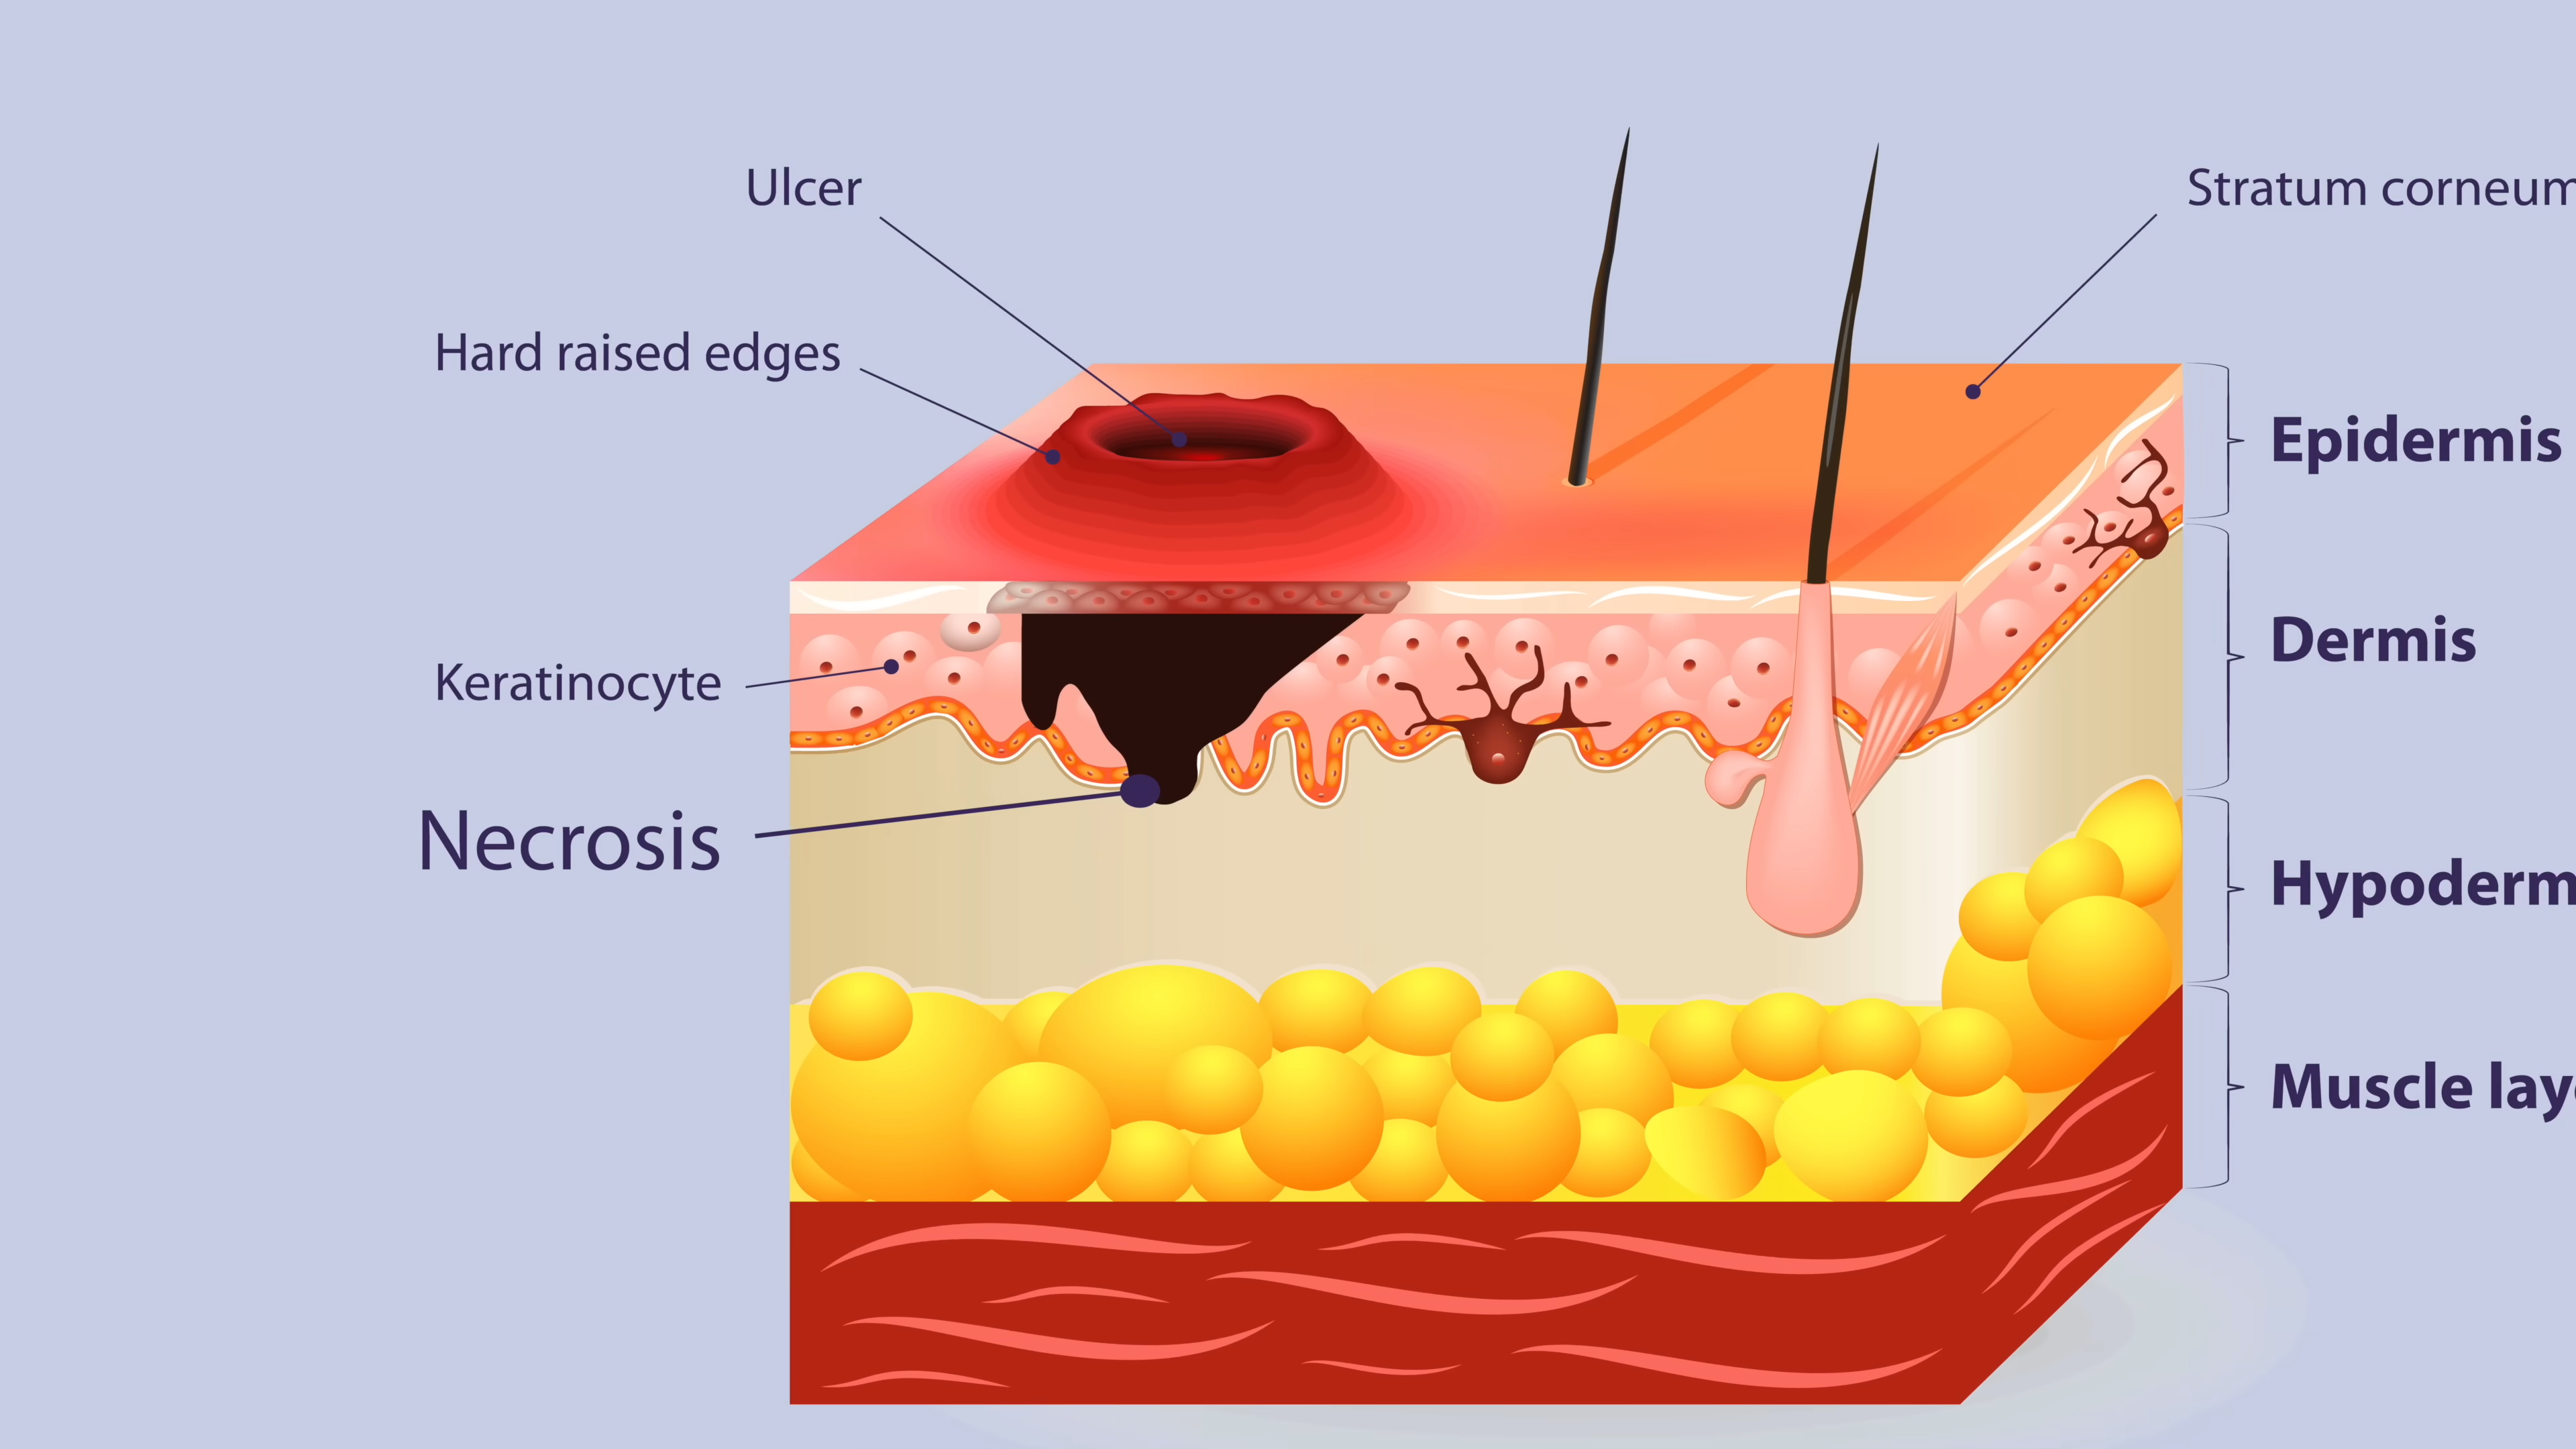 Ulcer
Stratum corneum
Hard raised edges
Epidermis
Dermis
Keratinocyte
Necrosis
Hypoderm
Muscle lay